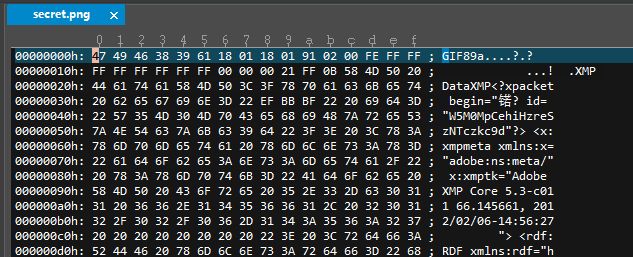 secret.png
0 1 2 3 4 5 6 7 8 9 a b c d e f
00000000h: 47 49 46 38 39 61 18 01 18 01 91 02 00 FE FF FF ; GIF89a....?.?
00000010h: FF FF FF FF FF FF 00 00 00 21 FF 0B 58 4D 50 20 ; ...! .XMP
00000020h: 44 61 74 61 58 4D 50 3C 3F 78 70 61 63 6B 65 74 ; DataXMP<?xpacket
00000030h: 20 62 65 67 69 6E 3D 22 EF BB BF 22 20 69 64 3D ; begin="锘? id=
00000040h: 22 57 35 4D 30 4D 70 43 65 68 69 48 7A 72 65 53 ; "W5M0MpCehiHzreS
00000050h: 7A 4E 54 63 7A 6B 63 39 64 22 3F 3E 20 3C 78 3A ; zNTczkc9d"?> <x:
00000060h: 78 6D 70 6D 65 74 61 20 78 6D 6C 6E 73 3A 78 3D ; xmpmeta xmlns:x=
00000070h: 22 61 64 6F 62 65 3A 6E 73 3A 6D 65 74 61 2F 22 ; "adobe:ns:meta/"
00000080h: 20 78 3A 78 6D 70 74 6B 3D 22 41 64 6F 62 65 20 ; x:xmptk="Adobe
00000090h: 58 4D 50 20 43 6F 72 65 20 35 2E 33 2D 63 30 31 ; XMP Core 5.3-c01
000000a0h: 31 20 36 36 2E 31 34 35 36 36 31 2C 20 32 30 31 ; 1 66.145661, 201
000000b0h: 32 2F 30 32 2F 30 36 2D 31 34 3A 35 36 3A 32 37 ; 2/02/06-14:56:27
000000c0h: 20 20 20 20 20 20 20 20 22 3E 20 3C 72 64 66 3A ; "> <rdf:
000000d0h: 52 44 46 20 78 6D 6C 6E 73 3A 72 64 66 3D 22 68 ; RDF xmlns:rdf="h